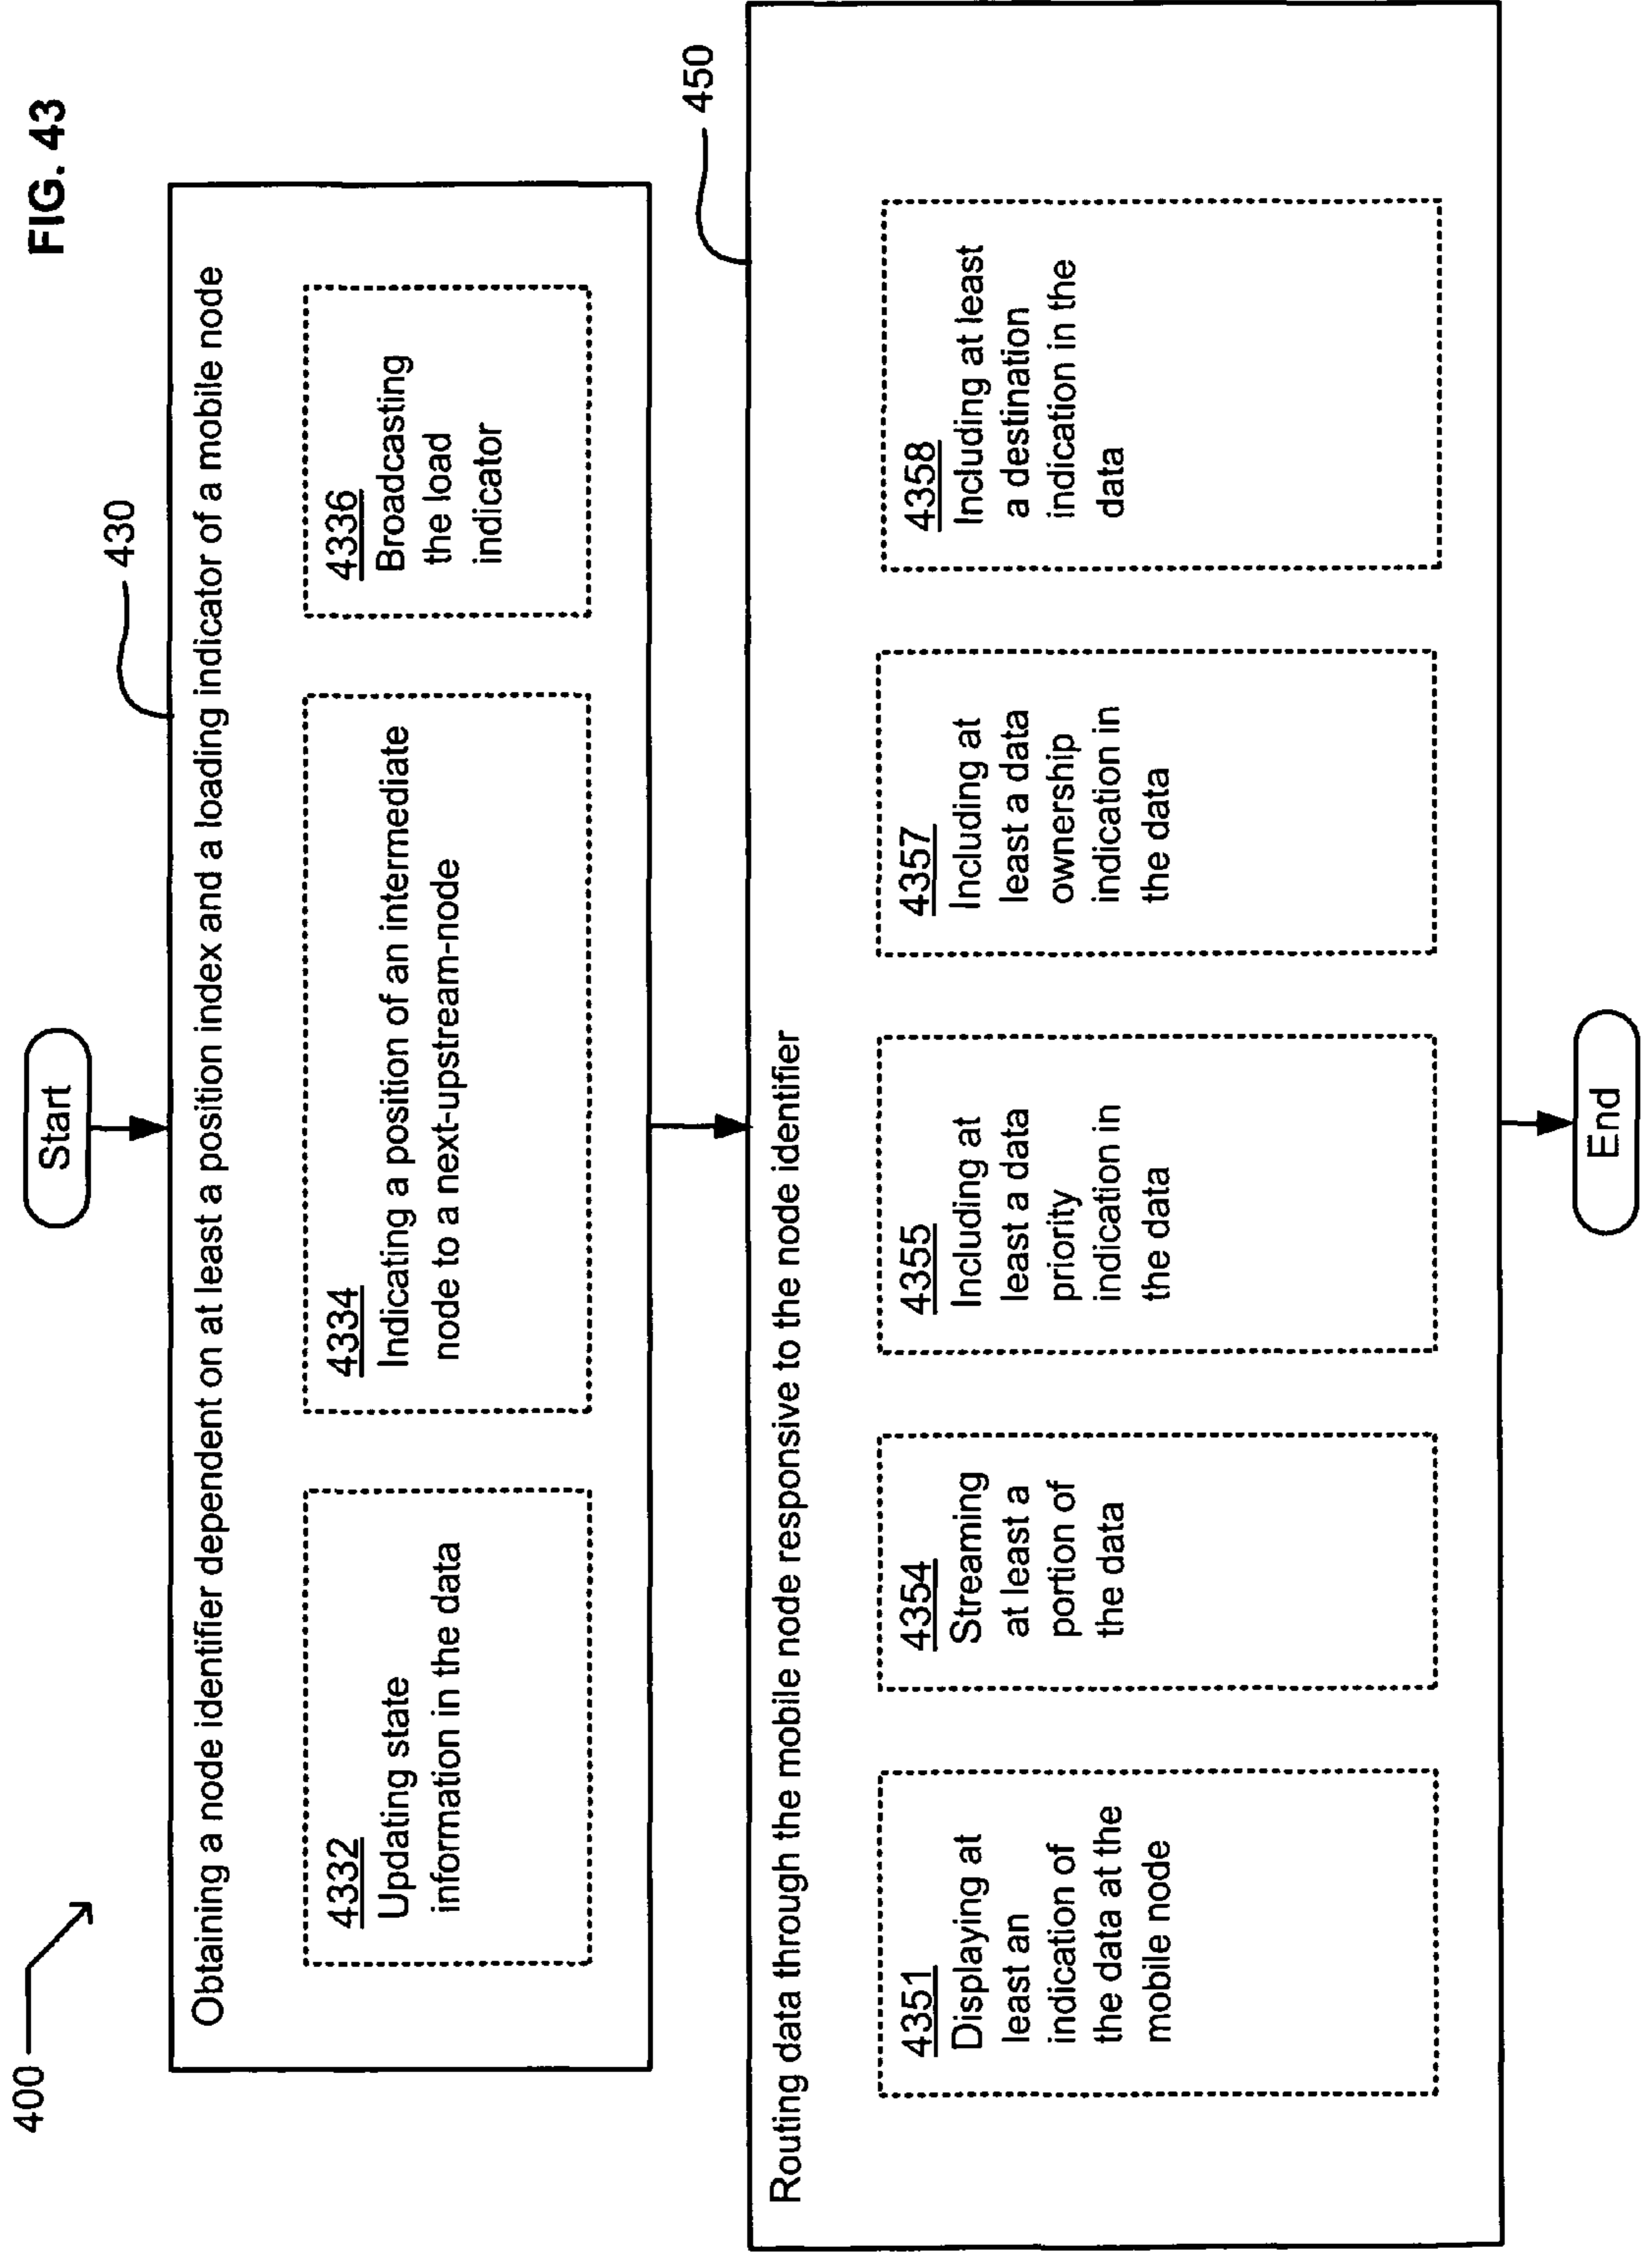 FIG. 43
400
Start
430
Obtaining a node identifier dependent on at least a position index and a loading indicator of a mobile node
4332
Updating state
information in the data
4334
Indicating a position of an intermediate
node to a next-upstream-node
4336
Broadcasting
the load
indicator
450
Routing data through the mobile node responsive to the node identifier
4351
Displaying at
least an
indication of
the data at the
mobile node
4354
Streaming
at least a
portion of
the data
4355
Including at
least a data
priority
indication in
the data
4357
Including at
least a data
ownership
indication in
the data
4358
Including at least
a destination
indication in the
data
End